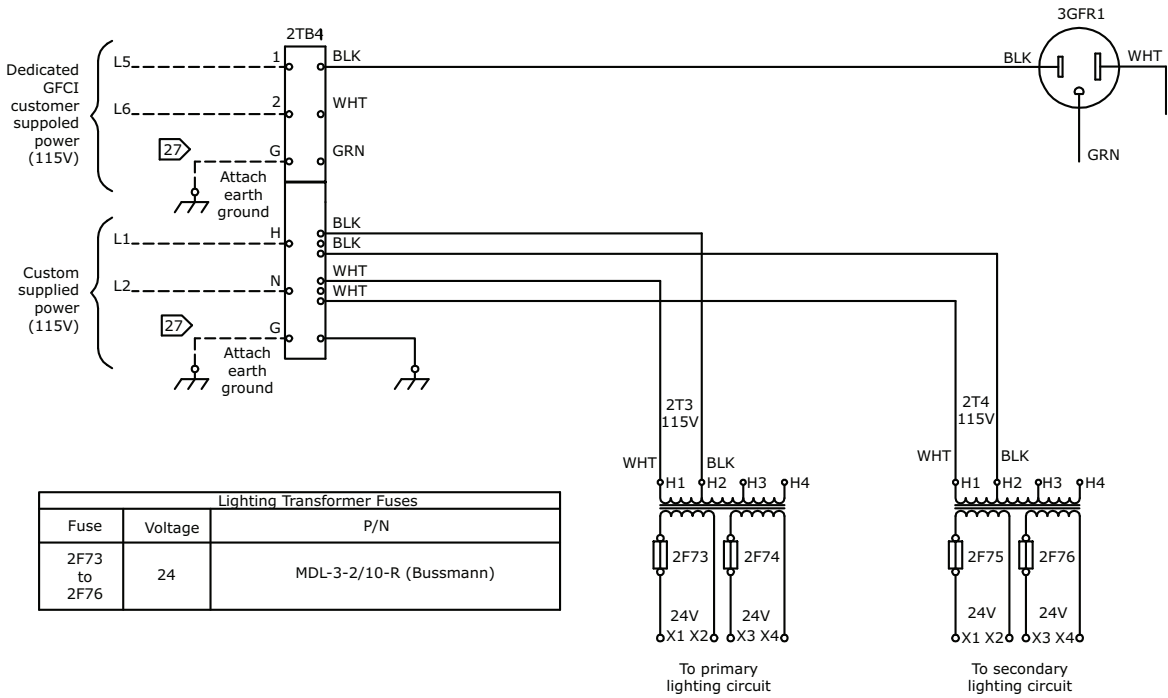 3GFR1
2TB4
Dedicated
GFCI
customer
suppoled
power
(115V)
L5
1
BLK
BLK
WHT
L6
2
WHT
27
G
GRN
GRN
Attach
earth
ground
Custom
supplied
power
(115V)
L1
H
BLK
BLK
L2
N
WHT
WHT
27
G
Attach
earth
ground
2T3
115V
2T4
115V
WHT
BLK
WHT
BLK
H1 H2 H3 H4
H1 H2 H3 H4
2F73
2F74
2F75
2F76
24V
24V
24V
24V
X1 X2 X3 X4
X1 X2 X3 X4
To primary
lighting circuit
To secondary
lighting circuit
Lighting Transformer Fuses
Fuse Voltage P/N
2F73
to
2F76
24
MDL-3-2/10-R (Bussmann)